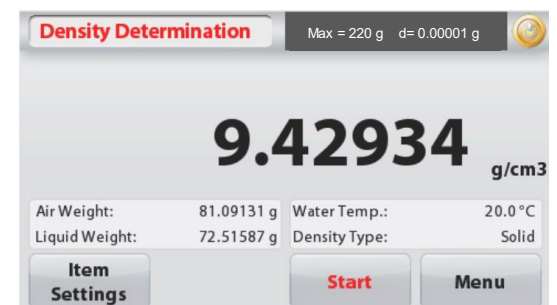 Density Determination Max = 220 g d= 0.00001 g
9.42934 g/cm3
Air Weight: 81.09131 g Water Temp.: 20.0 °C
Liquid Weight: 72.51587 g Density Type: Solid
Item Settings Start Menu